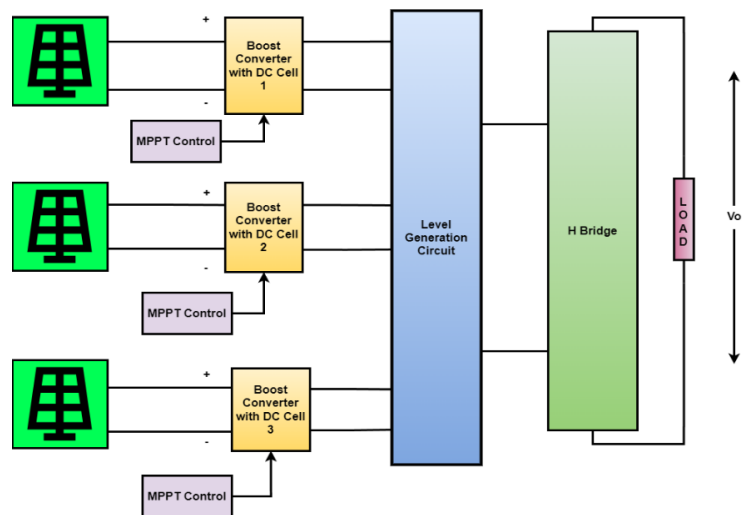 +
Boost
Converter
with DC Cell
1
-
MPPT Control
+
Boost
Converter
with DC Cell
2
-
MPPT Control
+
Boost
Converter
with DC Cell
3
-
MPPT Control
Level
Generation
Circuit
H Bridge
LOAD
Vo